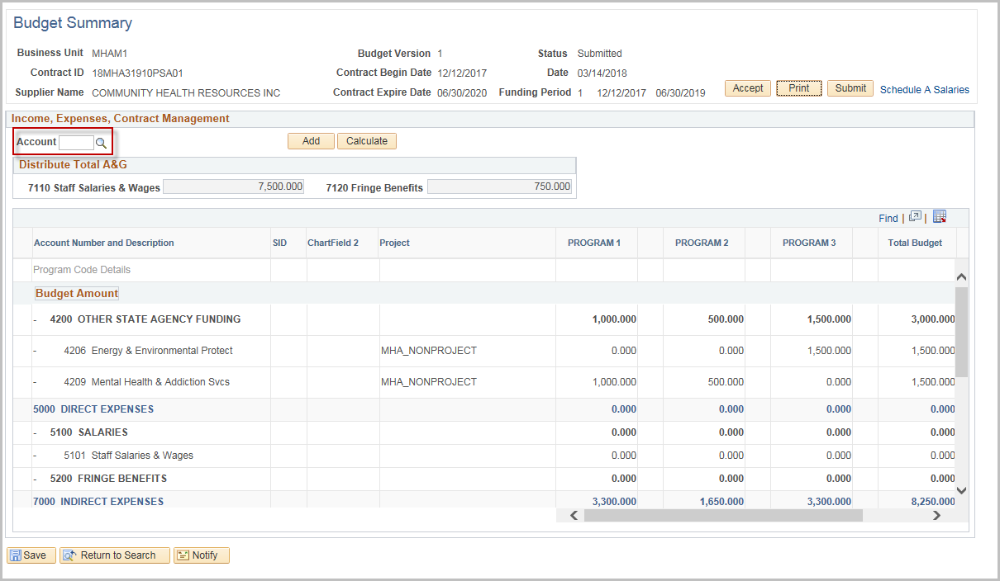 Budget Summary
Business Unit MHAM1 Budget Version 1 Status Submitted
Contract ID 18MHA31910PSA01 Contract Begin Date 12/12/2017 Date 03/14/2018
Supplier Name COMMUNITY HEALTH RESOURCES INC Contract Expire Date 06/30/2020 Funding Period 1 12/12/2017 06/30/2019 Accept Print Submit Schedule A Salaries
Income, Expenses, Contract Management
Account Add Calculate
Distribute Total A&G
7110 Staff Salaries & Wages 7,500.000 7120 Fringe Benefits 750.000
Find | |
Account Number and Description SID ChartField 2 Project PROGRAM 1 PROGRAM 2 PROGRAM 3 Total Budget
Program Code Details
Budget Amount
- 4200 OTHER STATE AGENCY FUNDING 1,000.000 500.000 1,500.000 3,000.000
- 4206 Energy & Environmental Protect MHA_NONPROJECT 0.000 0.000 1,500.000 1,500.000
- 4209 Mental Health & Addiction Svcs MHA_NONPROJECT 1,000.000 500.000 0.000 1,500.000
5000 DIRECT EXPENSES 0.000 0.000 0.000 0.000
- 5100 SALARIES 0.000 0.000 0.000 0.000
- 5101 Staff Salaries & Wages 0.000 0.000 0.000 0.000
- 5200 FRINGE BENEFITS 0.000 0.000 0.000 0.000
7000 INDIRECT EXPENSES 3,300.000 1,650.000 3,300.000 8,250.000
Save Return to Search Notify